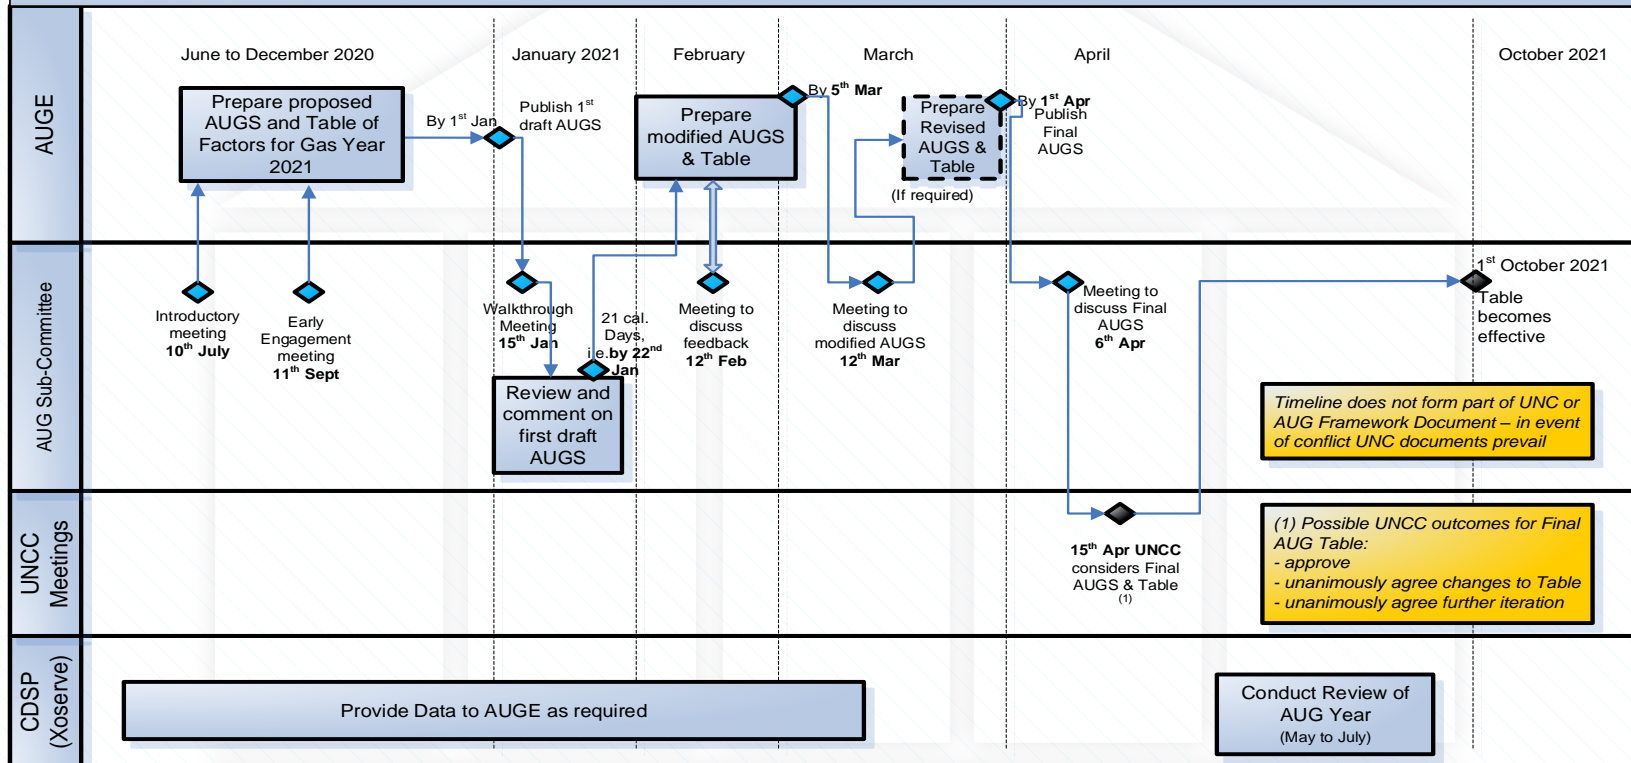 June to December 2020
January 2021
February
March
April
October 2021
AUGE
Prepare proposed
AUGS and Table of
Factors for Gas Year
2021
By 1st Jan
Publish 1st
draft AUGS
Prepare
modified AUGS
& Table
By 5th Mar
Prepare
Revised
AUGS &
Table
(If required)
By 1st Apr
Publish
Final
AUGS
AUG Sub-Committee
Introductory
meeting
10th July
Early
Engagement
meeting
11th Sept
Walkthrough
Meeting
15th Jan
21 cal.
Days,
i.e.by 22nd
Jan
Review and
comment on
first draft
AUGS
Meeting to
discuss
feedback
12th Feb
Meeting to
discuss
modified AUGS
12th Mar
Meeting to
discuss Final
AUGS
6th Apr
1st October 2021
Table
becomes
effective
Timeline does not form part of UNC or
AUG Framework Document – in event
of conflict UNC documents prevail
UNCC
Meetings
15th Apr UNCC
considers Final
AUGS & Table
(1)
(1) Possible UNCC outcomes for Final
AUG Table:
- approve
- unanimously agree changes to Table
- unanimously agree further iteration
CDSP
(Xoserve)
Provide Data to AUGE as required
Conduct Review of
AUG Year
(May to July)